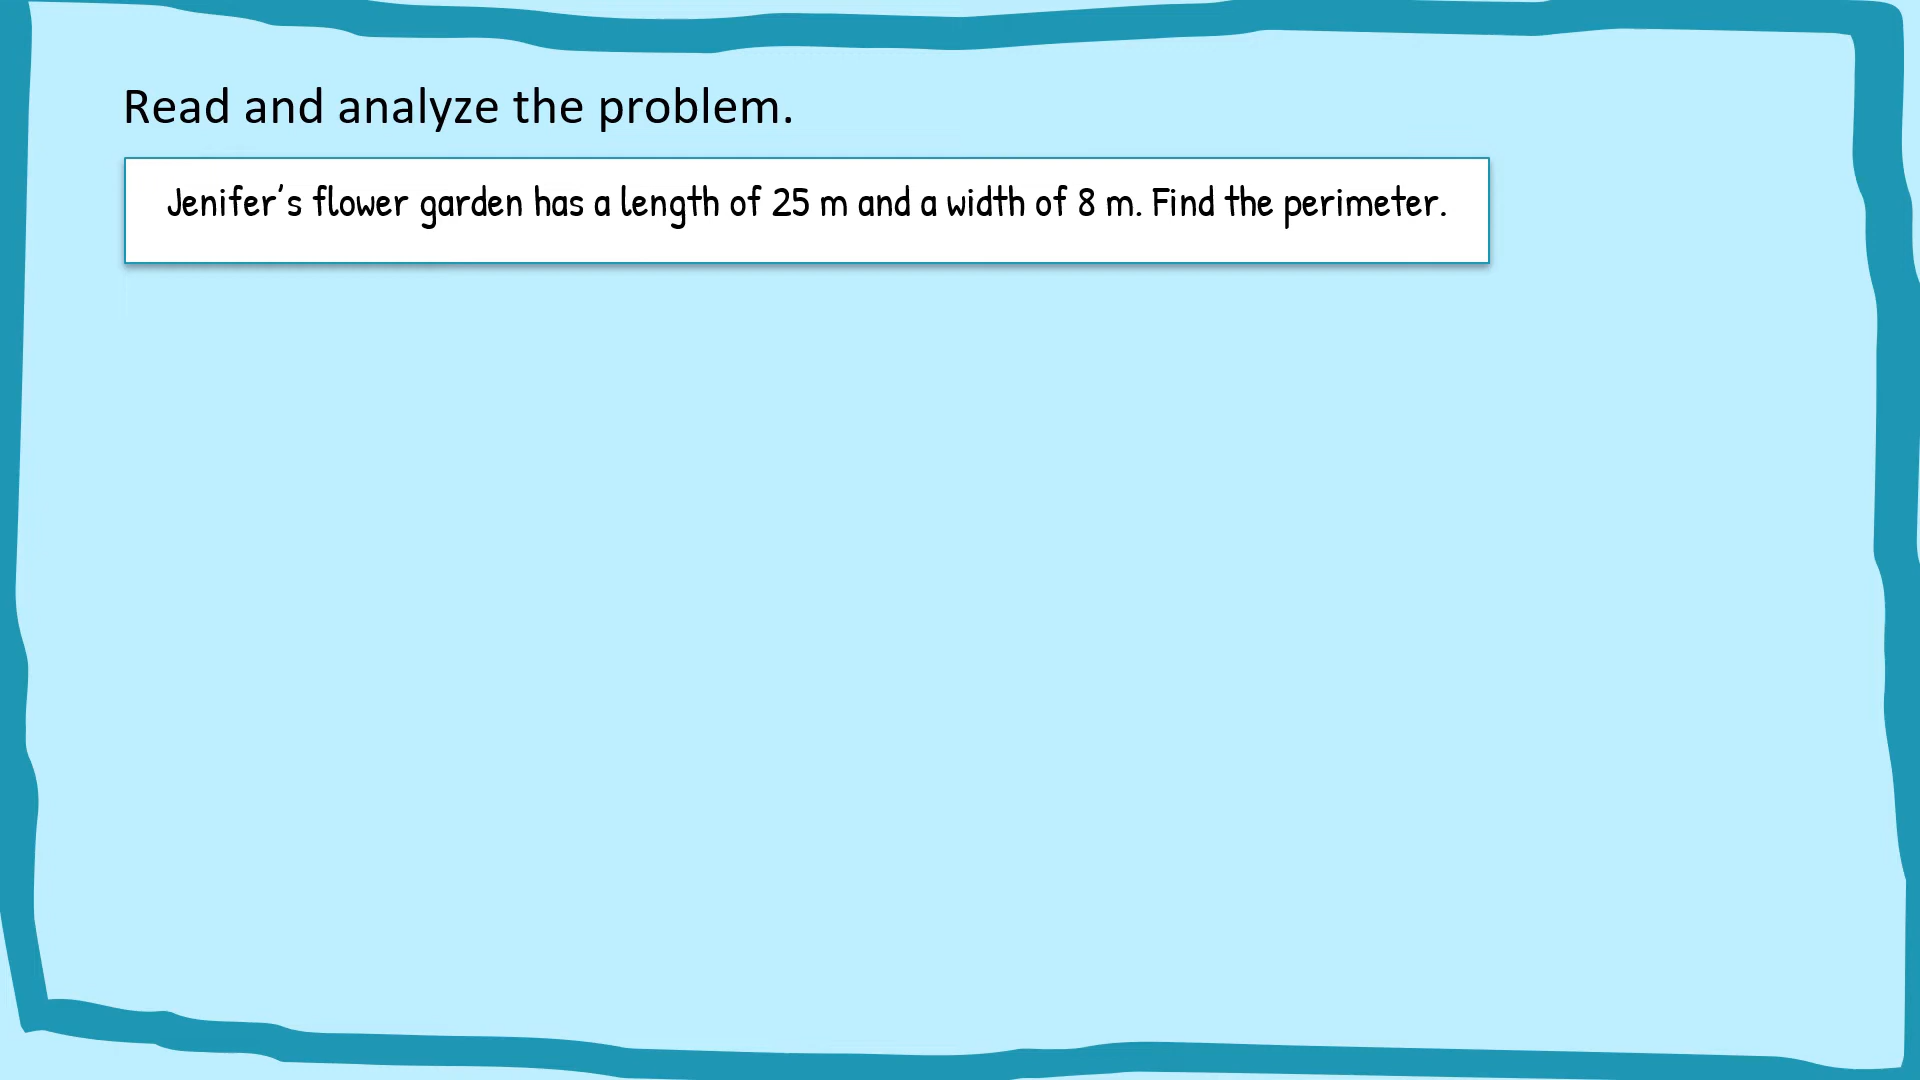 Read and analyze the problem.
Jenifer’s flower garden has a length of 25 m and a width of 8 m. Find the perimeter.